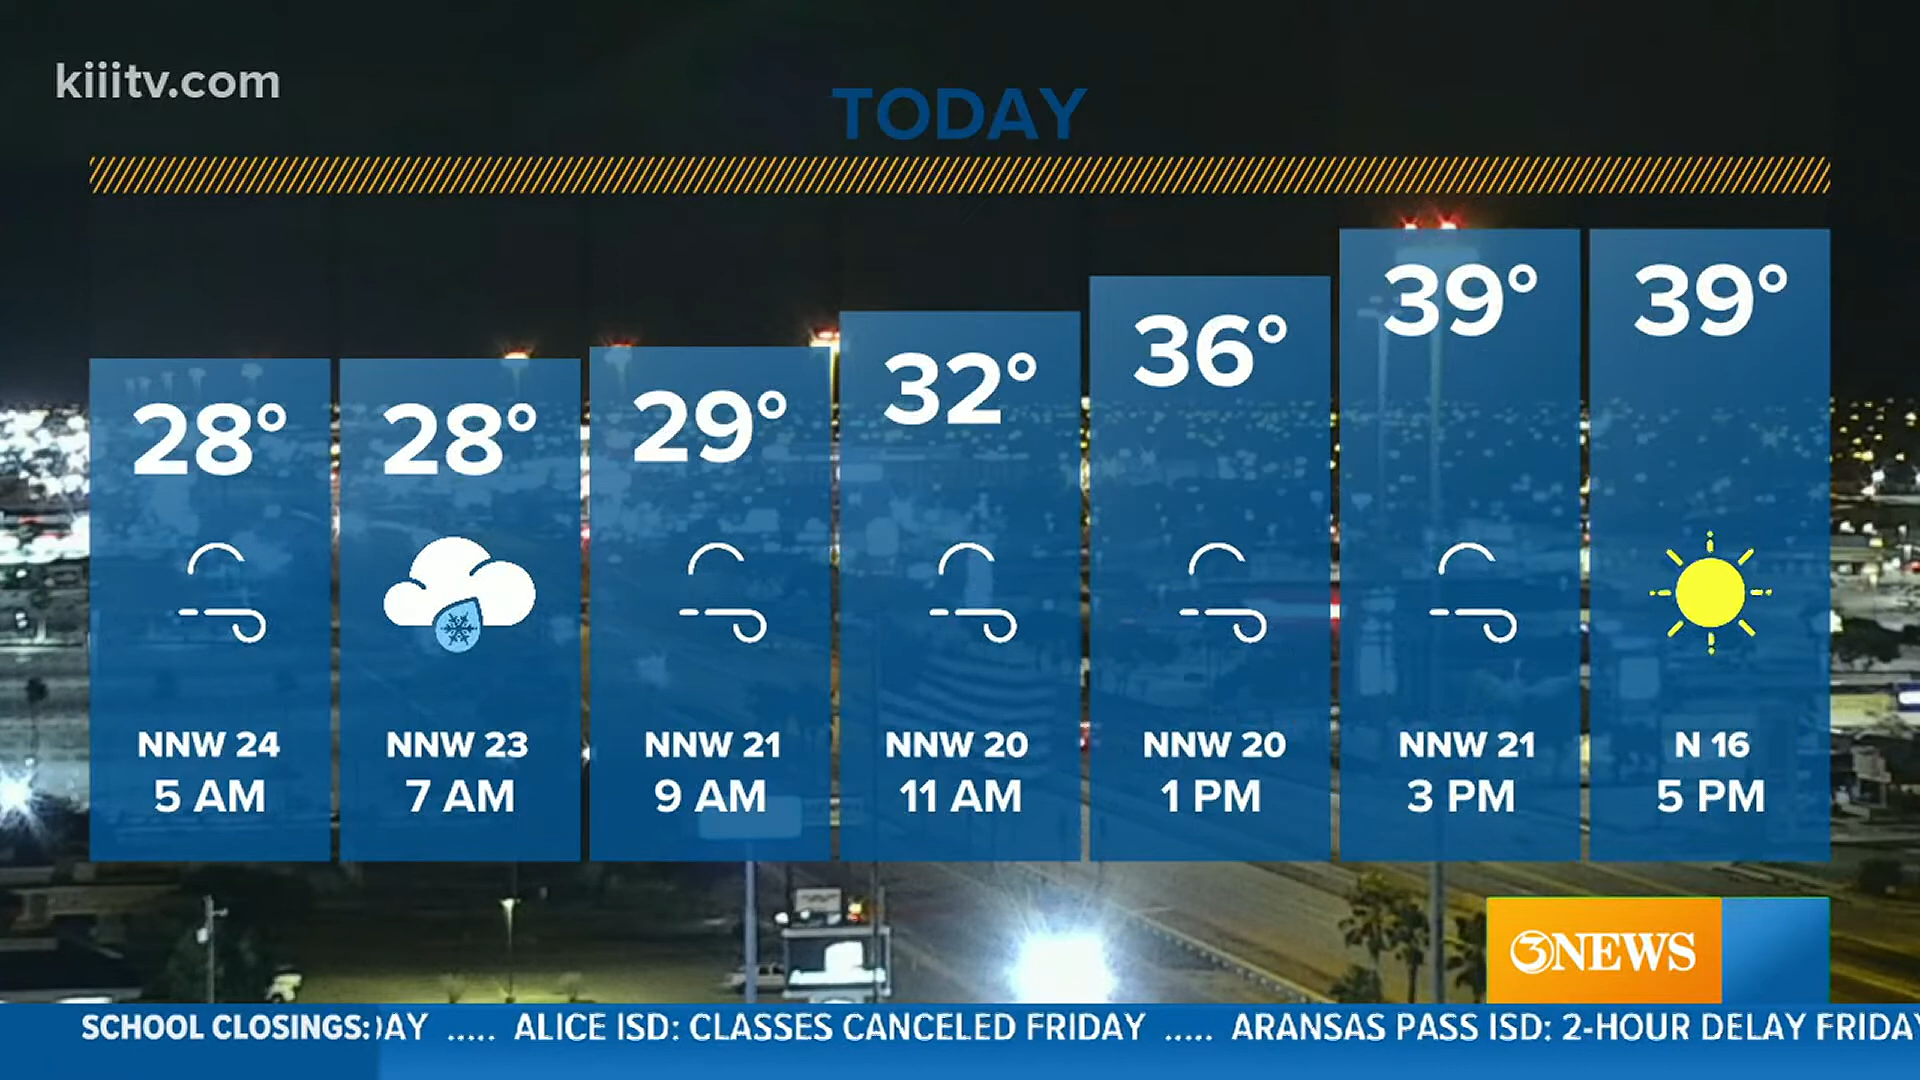 kiiitv.com
TODAY
28° 28° 29° 32° 36° 39° 39°
NNW 24 NNW 23 NNW 21 NNW 20 NNW 20 NNW 21 N 16
5 AM 7 AM 9 AM 11 AM 1 PM 3 PM 5 PM
3NEWS
SCHOOL CLOSINGS: AY ..... ALICE ISD: CLASSES CANCELED FRIDAY ..... ARANSAS PASS ISD: 2-HOUR DELAY FRIDAY